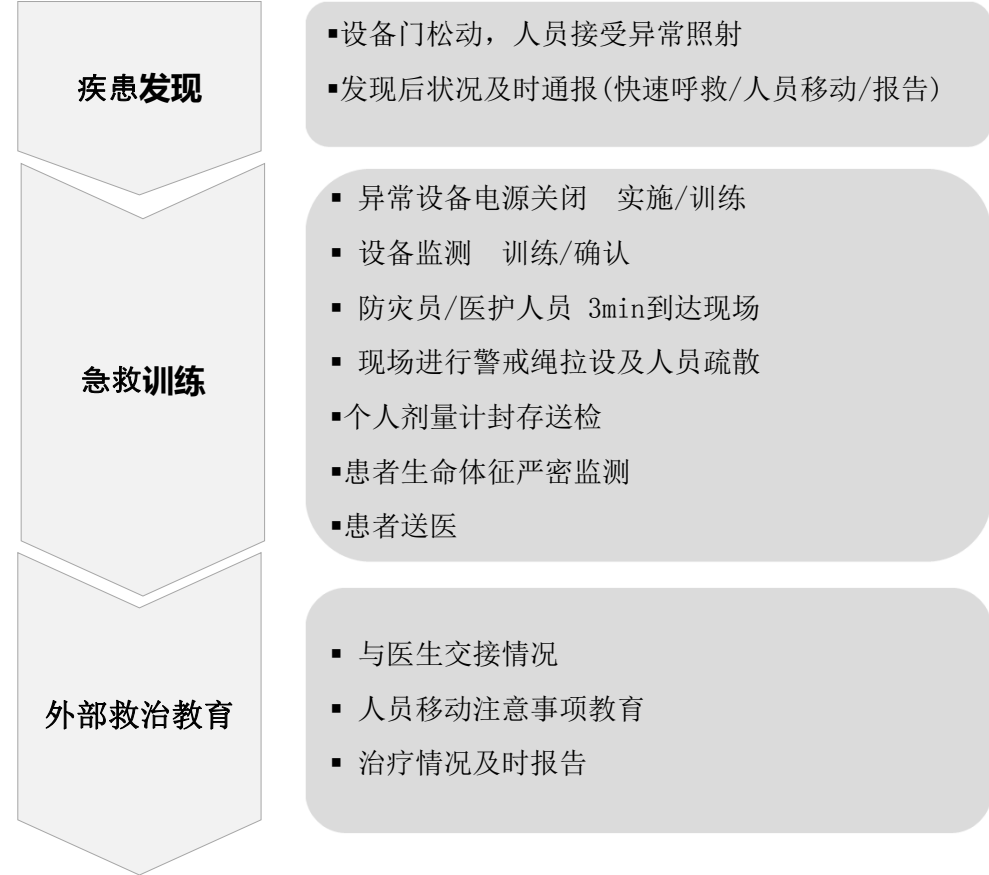 疾患发现
▪设备门松动，人员接受异常照射
▪发现后状况及时通报(快速呼救/人员移动/报告)
急救训练
▪ 异常设备电源关闭　实施/训练
▪ 设备监测　训练/确认
▪ 防灾员/医护人员 3min到达现场
▪ 现场进行警戒绳拉设及人员疏散
▪个人剂量计封存送检
▪患者生命体征严密监测
▪患者送医
外部救治教育
▪ 与医生交接情况
▪ 人员移动注意事项教育
▪ 治疗情况及时报告